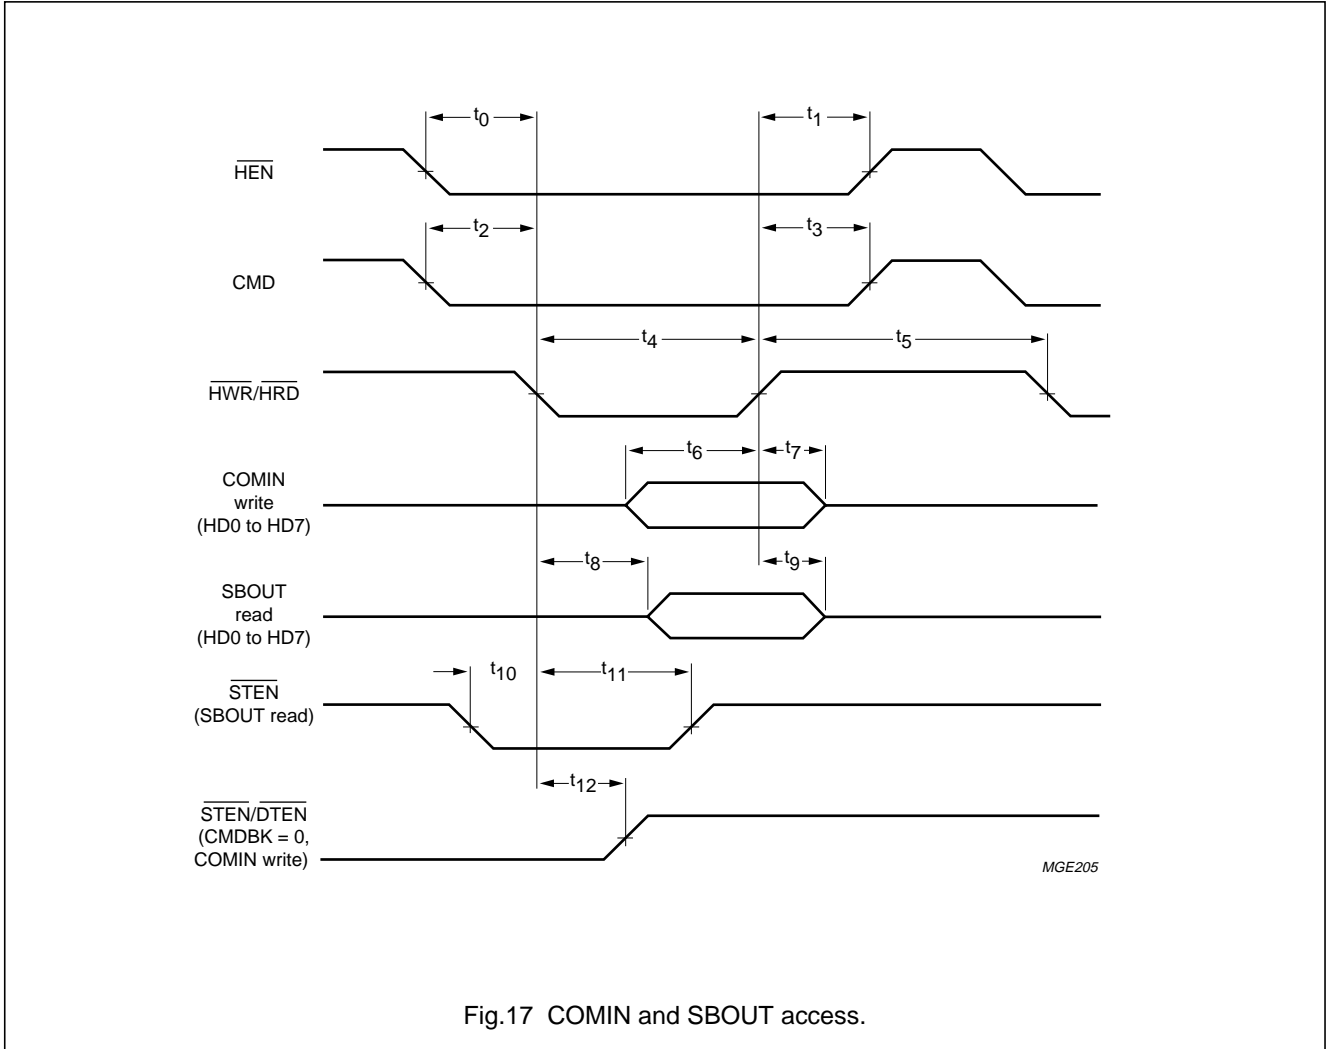 t0
t1
HEN
t2
t3
CMD
t4
t5
HWR/HRD
t6
t7
COMIN
write
(HD0 to HD7)
t8
t9
SBOUT
read
(HD0 to HD7)
t10
t11
STEN
(SBOUT read)
t12
STEN/DTEN
(CMDBK = 0,
COMIN write)
MGE205
Fig.17 COMIN and SBOUT access.